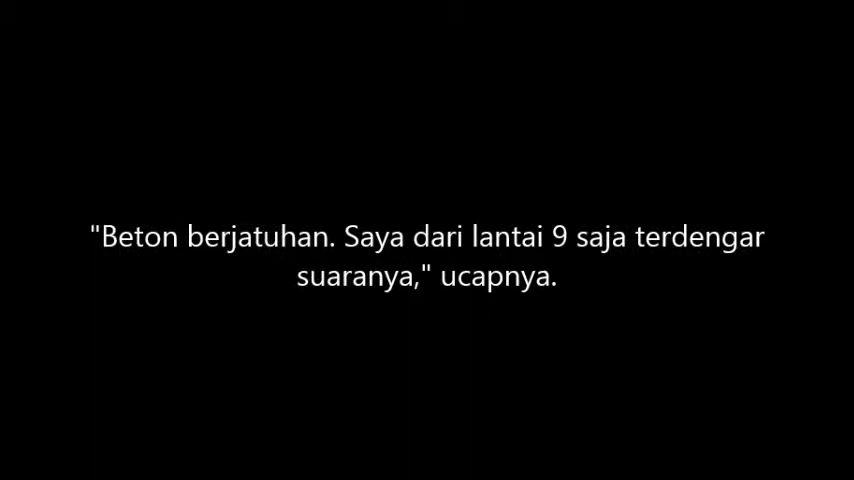 "Beton berjatuhan. Saya dari lantai 9 saja terdengar
suaranya," ucapnya.